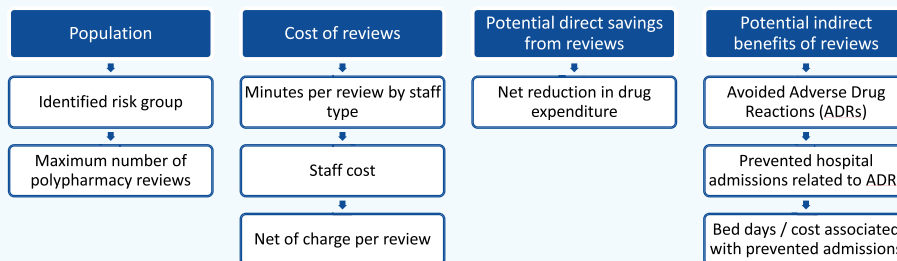 Population
Identified risk group
Maximum number of
polypharmacy reviews
Cost of reviews
Minutes per review by staff
type
Staff cost
Net of charge per review
Potential direct savings
from reviews
Net reduction in drug
expenditure
Potential indirect
benefits of reviews
Avoided Adverse Drug
Reactions (ADRs)
Prevented hospital
admissions related to ADR
Bed days / cost associated
with prevented admissions